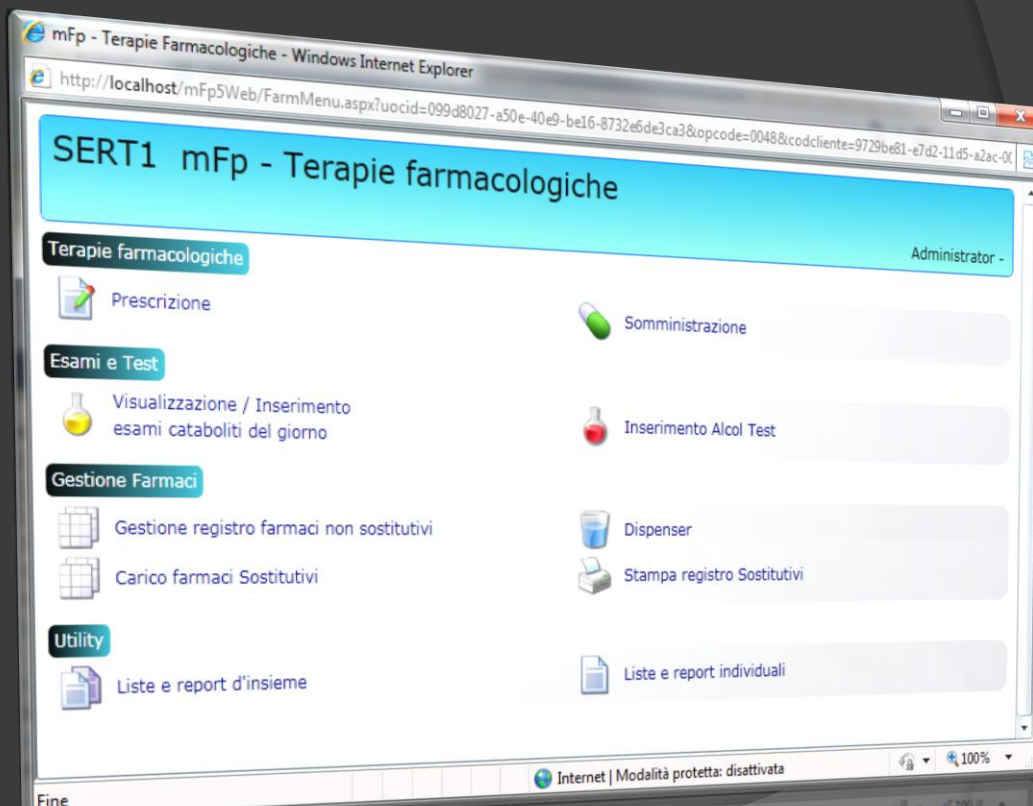 mFp - Terapie Farmacologiche - Windows Internet Explorer
http://localhost/mFp5Web/FarmMenu.aspx?uocid=099d8027-a50e-40e9-be16-8732e6de3ca3&opcode=0048&codcliente=9729be81-e7d2-11d5-a2ac-00
SERT1 mFp - Terapie farmacologiche
Administrator -
Terapie farmacologiche
Prescrizione
Somministrazione
Esami e Test
Visualizzazione / Inserimento
esami cataboliti del giorno
Inserimento Alcol Test
Gestione Farmaci
Gestione registro farmaci non sostitutivi
Dispenser
Carico farmaci Sostitutivi
Stampa registro Sostitutivi
Utility
Liste e report d'insieme
Liste e report individuali
Fine
Internet | Modalità protetta: disattivata
100%